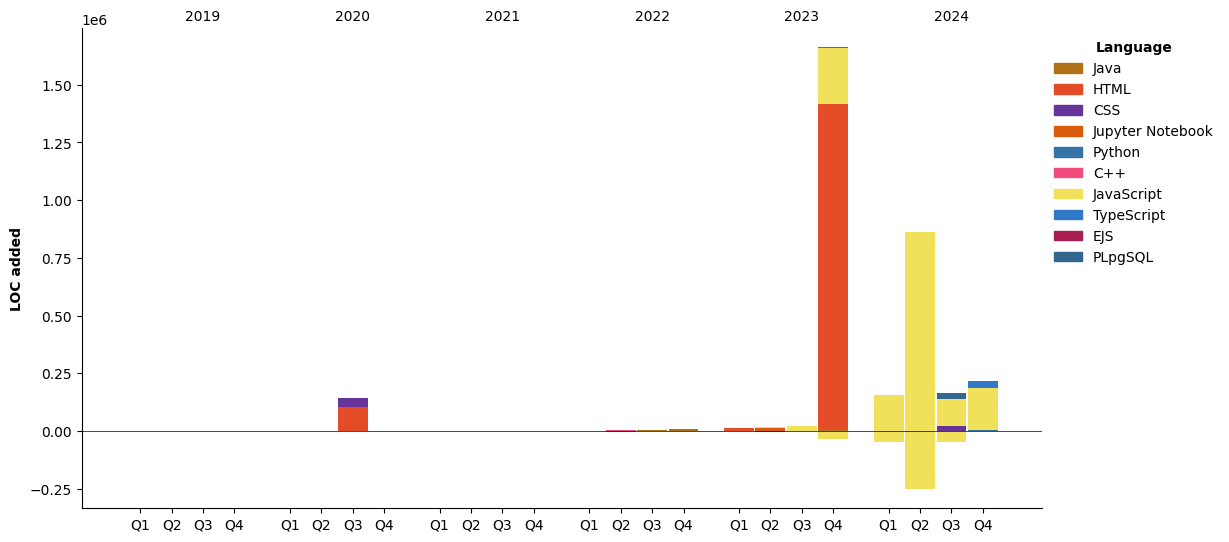 1e6
2019 2020 2021 2022 2023 2024
LOC added
1.50
1.25
1.00
0.75
0.50
0.25
0.00
−0.25
Q1 Q2 Q3 Q4 Q1 Q2 Q3 Q4 Q1 Q2 Q3 Q4 Q1 Q2 Q3 Q4 Q1 Q2 Q3 Q4 Q1 Q2 Q3 Q4
Language
Java
HTML
CSS
Jupyter Notebook
Python
C++
JavaScript
TypeScript
EJS
PLpgSQL